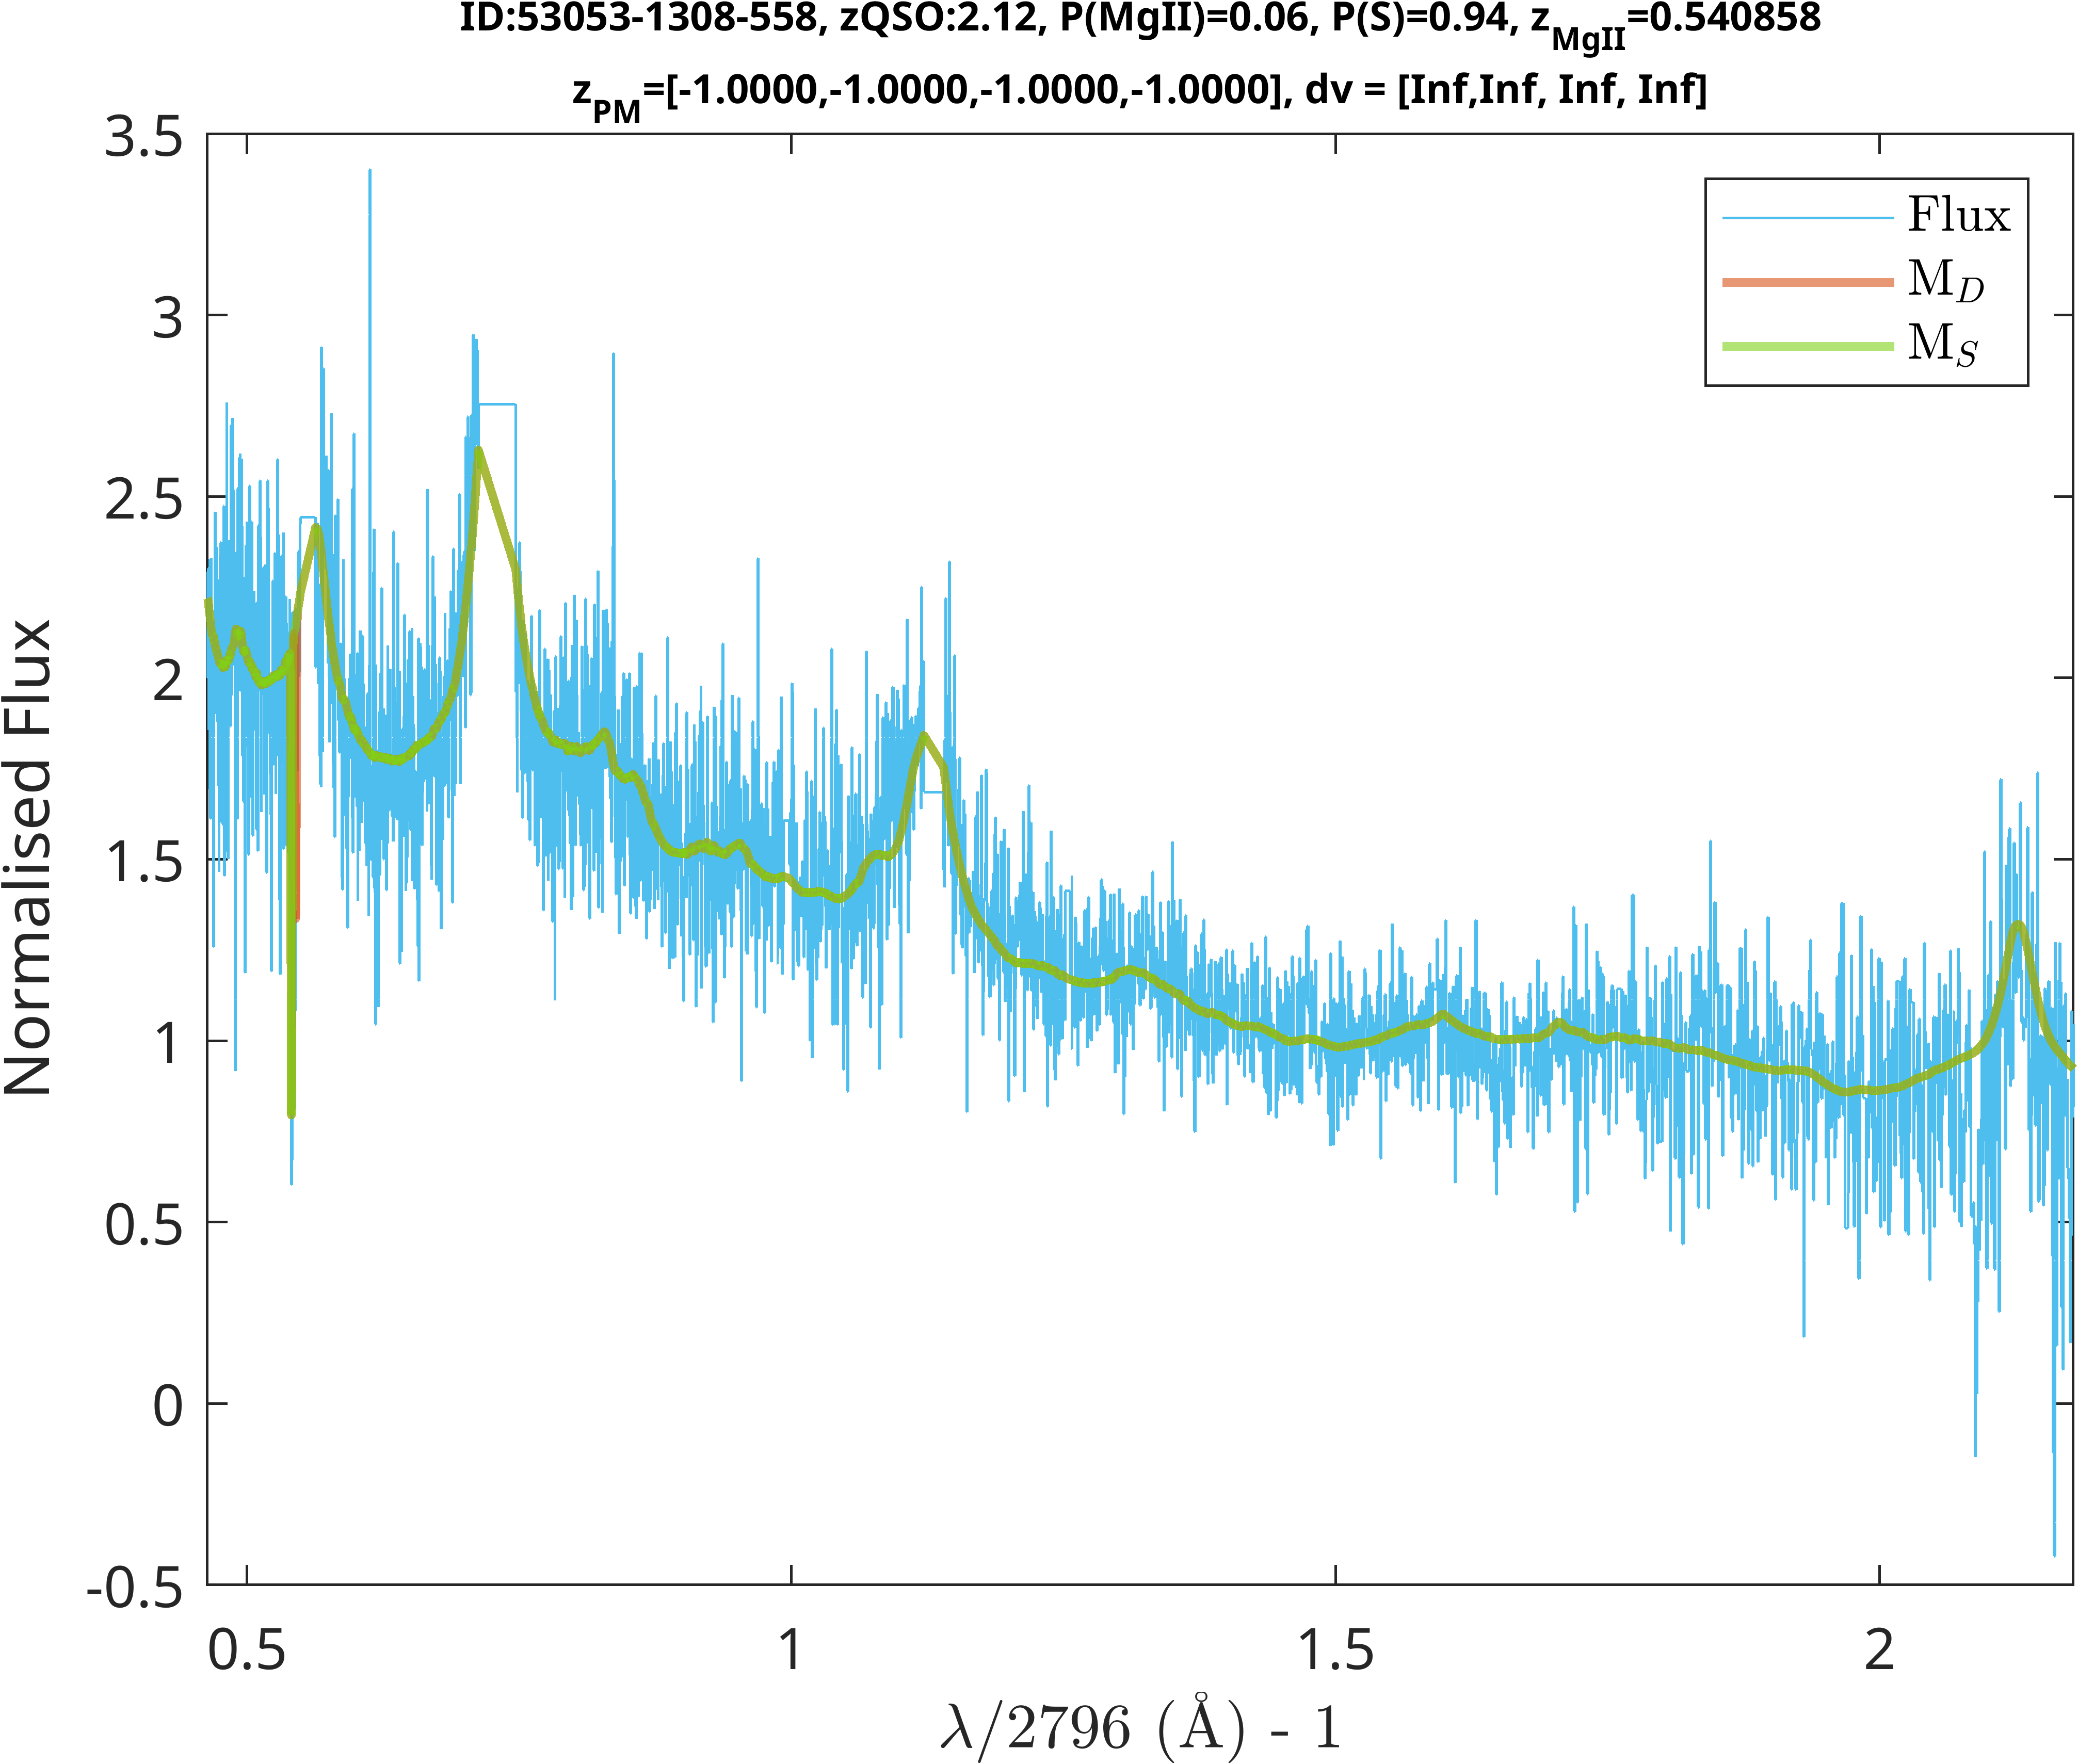 ID:53053-1308-558, zQSO:2.12, P(MgII)=0.06, P(S)=0.94, zMgII=0.540858
zPM=[-1.0000,-1.0000,-1.0000,-1.0000], dv = [Inf,Inf, Inf, Inf]
3.5
3
2.5
2
1.5
1
0.5
0
-0.5
Normalised Flux
Flux
MD
MS
0.5
1
1.5
2
λ/2796 (Å) - 1